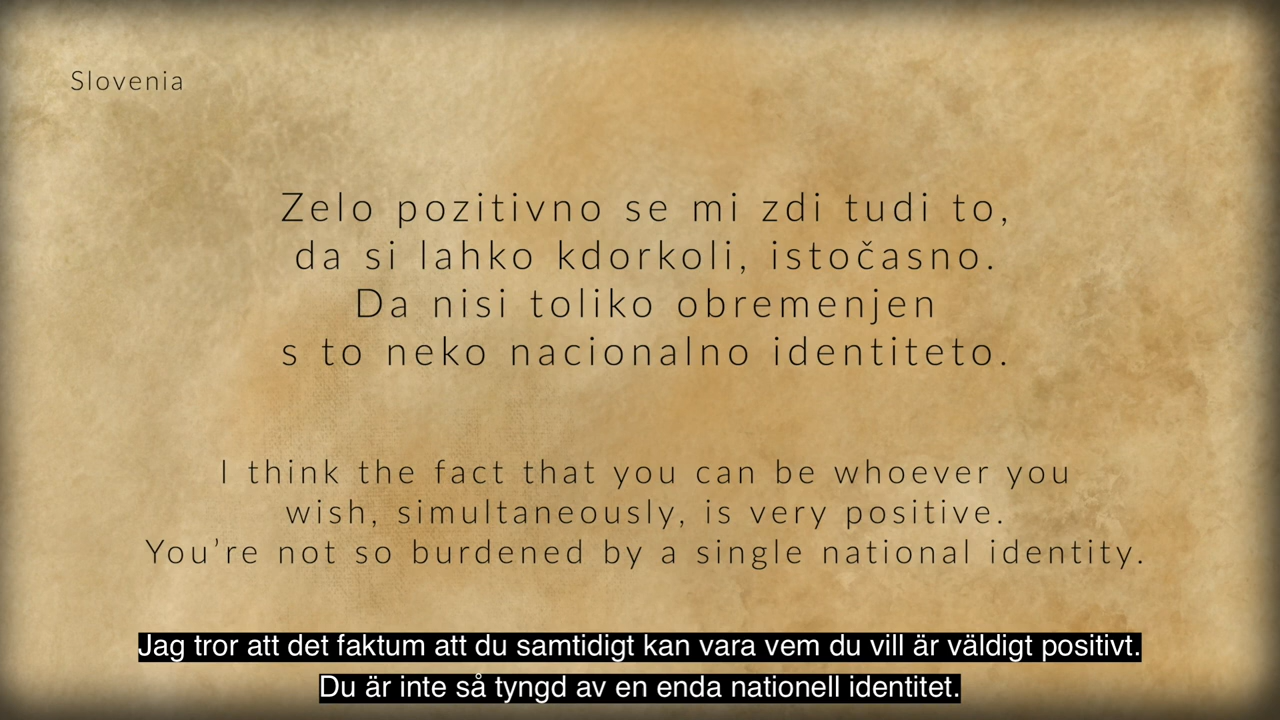 Slovenia
Zelo pozitivno se mi zdi tudi to,
da si lahko kdorkoli, istočasno.
Da nisi toliko obremenjen
s to neko nacionalno identiteto.
I think the fact that you can be whoever you
wish, simultaneously, is very positive.
You’re not so burdened by a single national identity.
Jag tror att det faktum att du samtidigt kan vara vem du vill är väldigt positivt.
Du är inte så tyngd av en enda nationell identitet.